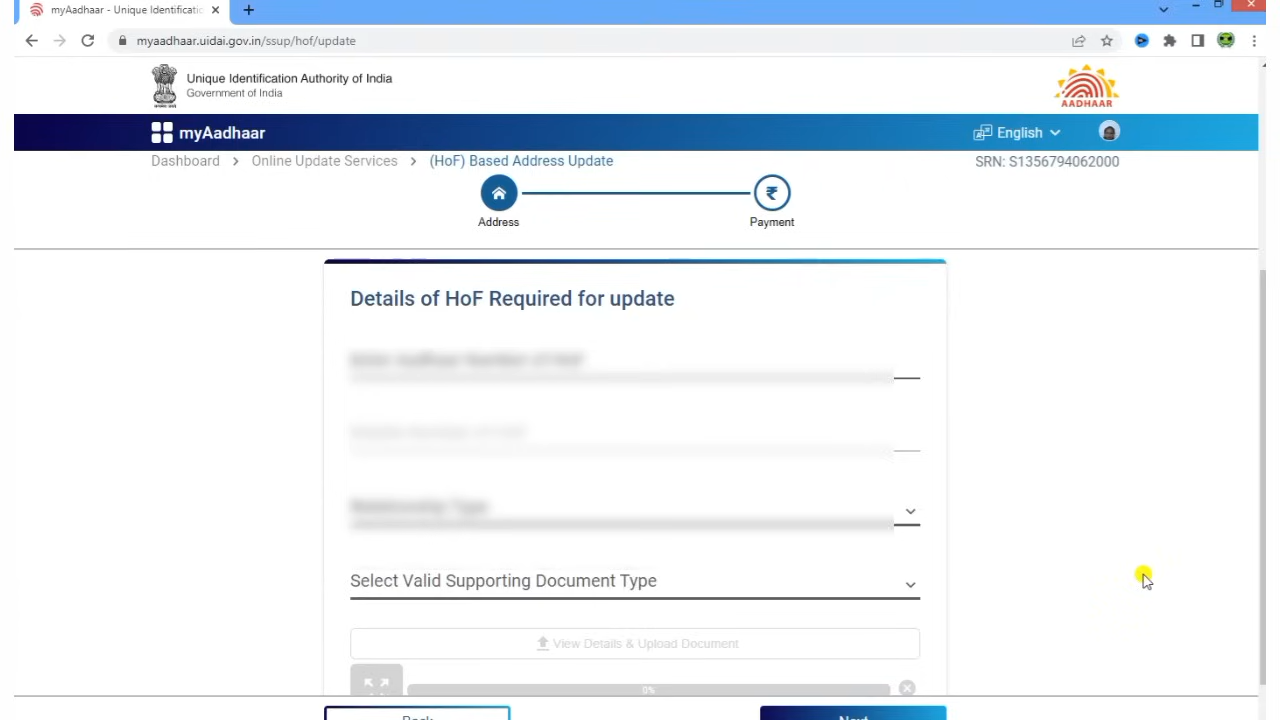 myAadhaar - Unique Identificatic
myaadhaar.uidai.gov.in/ssup/hof/update
Unique Identification Authority of India
Government of India
AADHAAR
myAadhaar
English
Dashboard > Online Update Services > (HoF) Based Address Update
SRN: S1356794062000
Address
₹
Payment
Details of HoF Required for update
Select Valid Supporting Document Type
View Details & Upload Document
0%
Back
Next